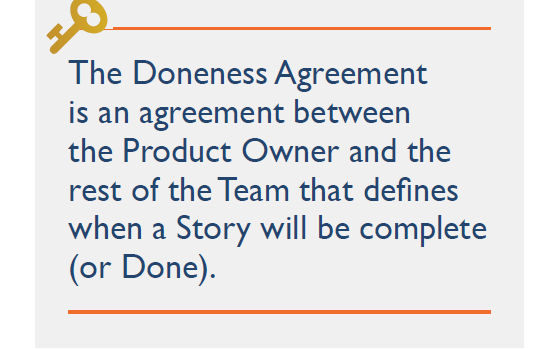 The Doneness Agreement
is an agreement between
the Product Owner and the
rest of the Team that defines
when a Story will be complete
(or Done).